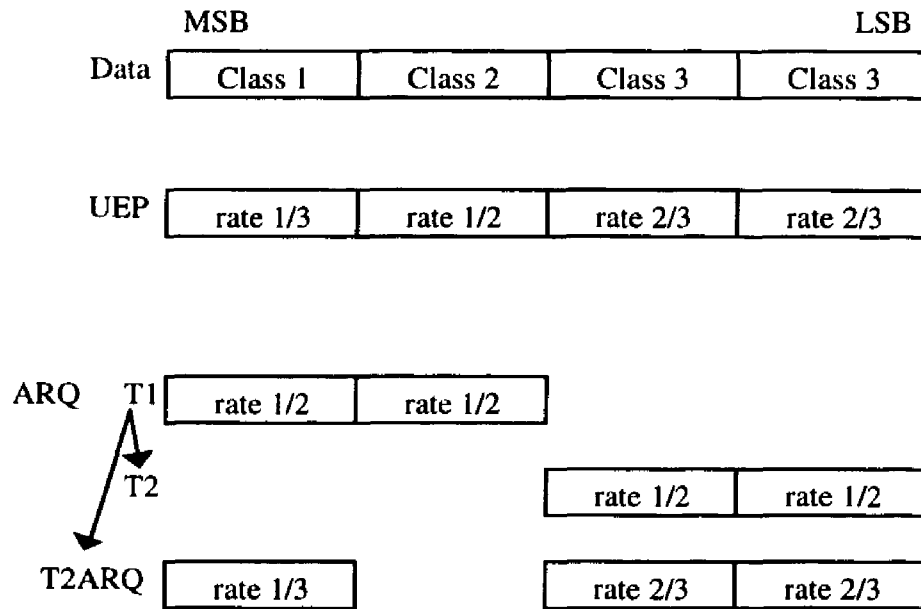 MSB LSB
Data Class 1 Class 2 Class 3 Class 3
UEP rate 1/3 rate 1/2 rate 2/3 rate 2/3
ARQ T1 rate 1/2 rate 1/2
T2 rate 1/2 rate 1/2
T2ARQ rate 1/3 rate 2/3 rate 2/3